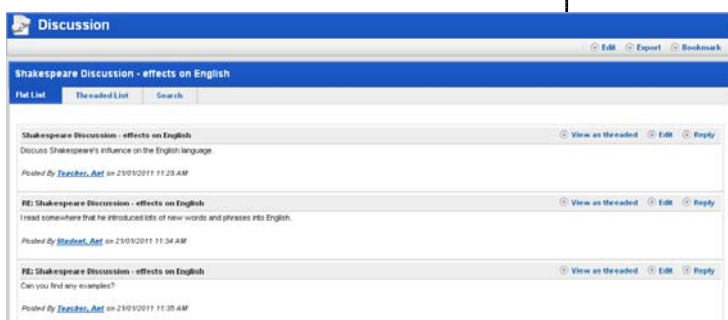 Discussion
Edit Export Bookmark
Shakespeare Discussion - effects on English
Flat List Threaded List Search
Shakespeare Discussion - effects on English View as threaded Edit Reply
Discuss Shakespeare's influence on the English language.
Posted By Teacher, Aet on 21/01/2011 11:25 AM
RE: Shakespeare Discussion - effects on English View as threaded Edit Reply
I read somewhere that he introduced lots of new words and phrases into English.
Posted By Student, Aet on 21/01/2011 11:34 AM
RE: Shakespeare Discussion - effects on English View as threaded Edit Reply
Can you find any examples?
Posted By Teacher, Aet on 21/01/2011 11:35 AM